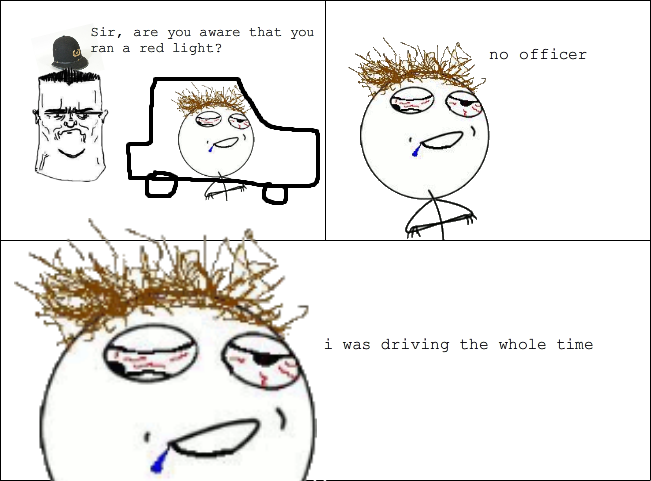 Sir, are you aware that you
ran a red light?
no officer
i was driving the whole time